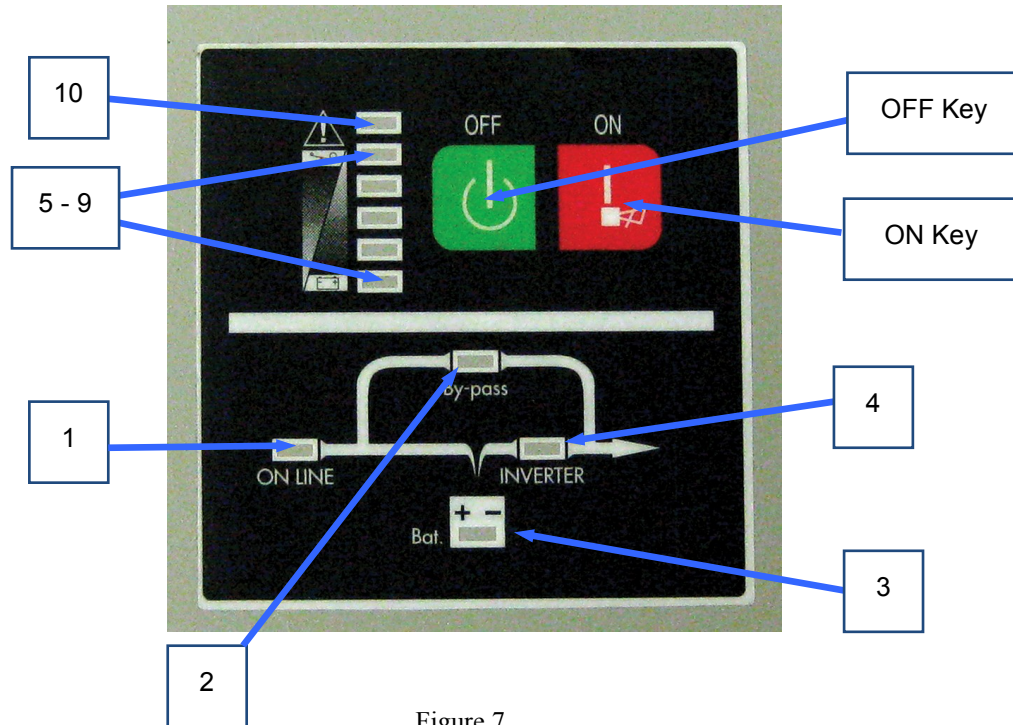 10
OFF
ON
OFF Key
5 - 9
ON Key
By-pass
4
1
ON LINE
INVERTER
+ −
Bat.
3
2
Figure 7